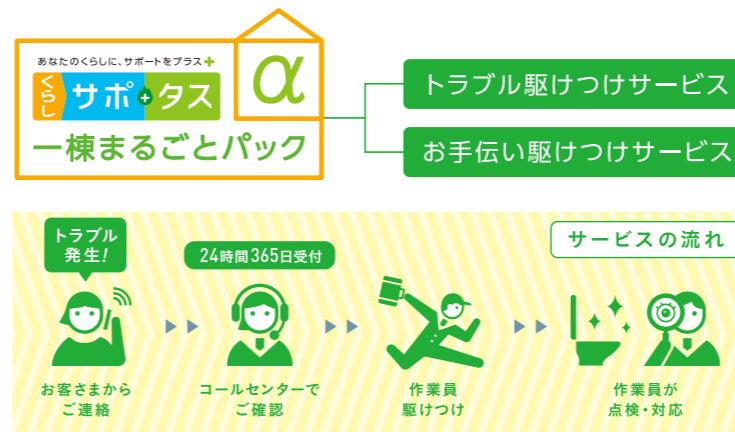 あなたのくらしに、サポートをプラス+
くらし サポ+タス
α
一棟まるごとパック
トラブル駆けつけサービス
お手伝い駆けつけサービス
サービスの流れ
トラブル
発生!
24時間365日受付
お客さまから
ご連絡
コールセンターで
ご確認
作業員
駆けつけ
作業員が
点検・対応